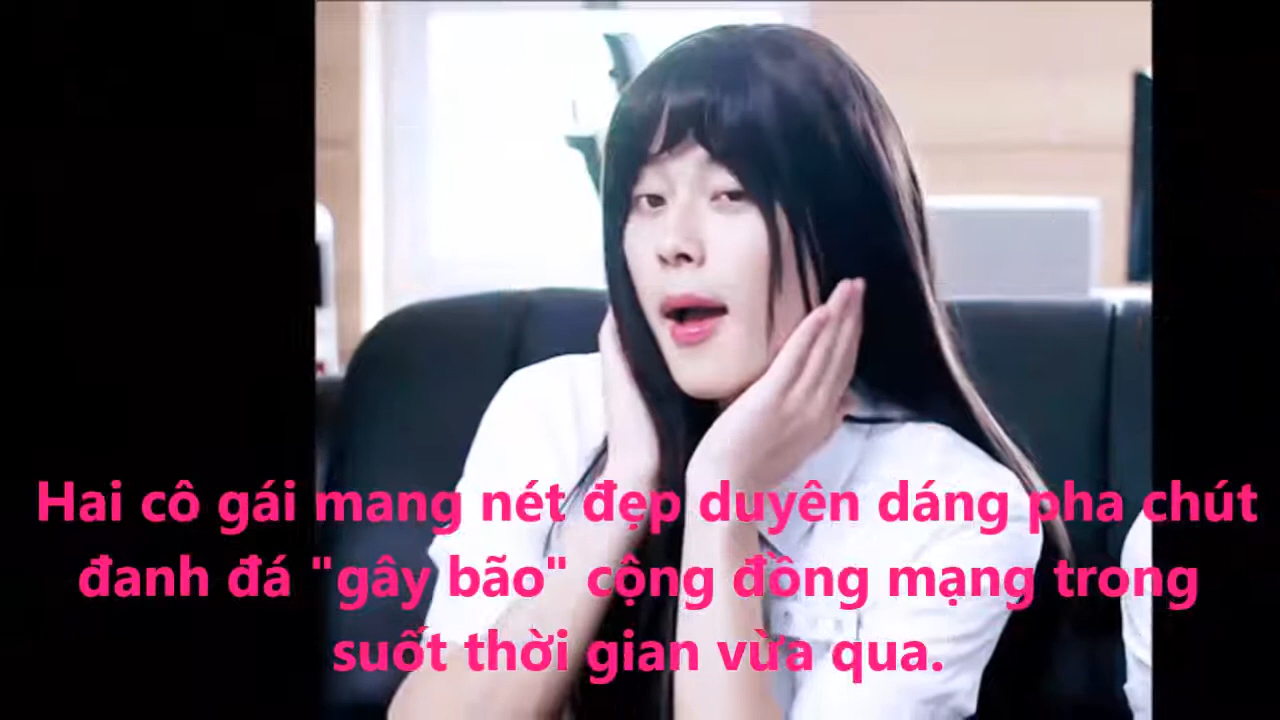 Hai cô gái mang nét đẹp duyên dáng pha chút
đanh đá "gây bão" cộng đồng mạng trong
suốt thời gian vừa qua.